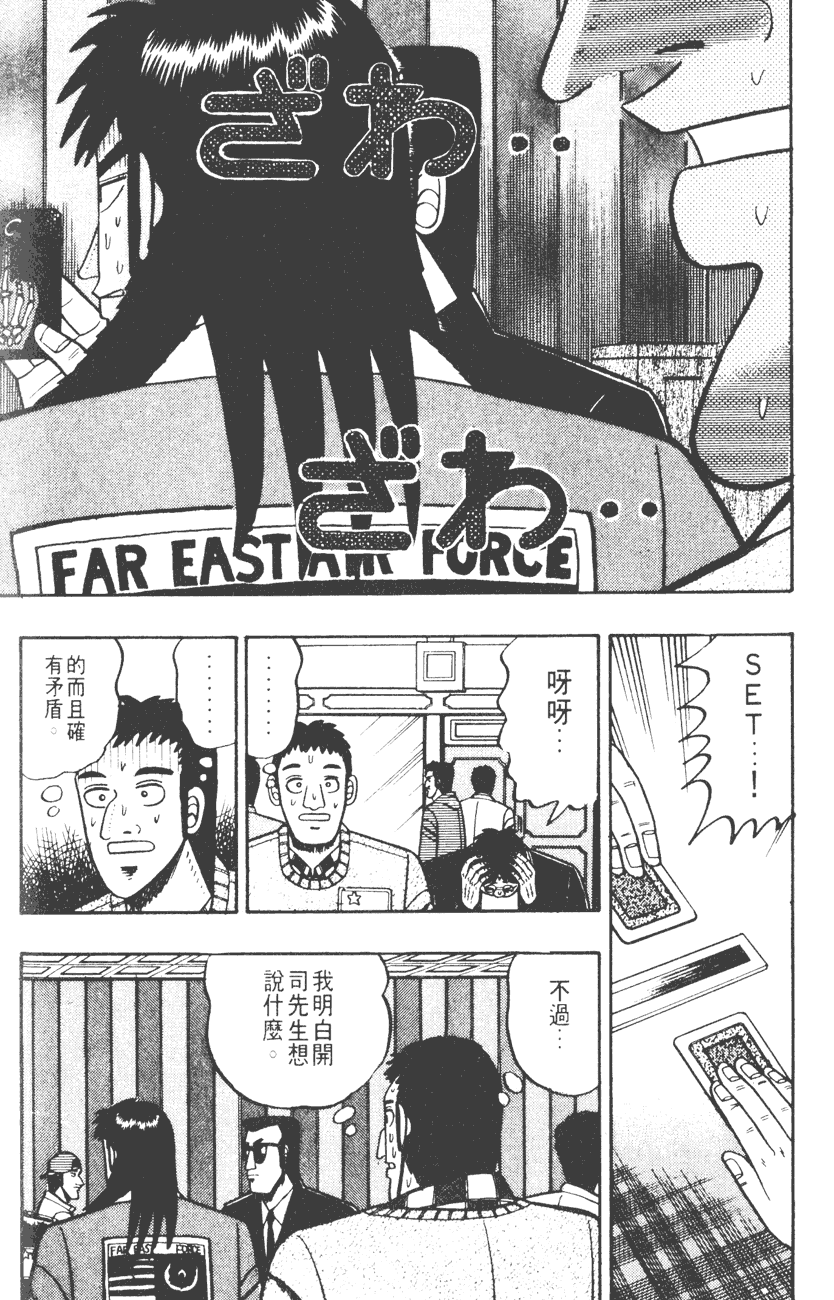 ざわ‥
ざわ‥
FAR EAST AIR FORCE
SET…!
呀呀…
………
………
的而且確
有矛盾。
不過…
我明白開
司先生想
說什麼。
FAR EAST FORCE